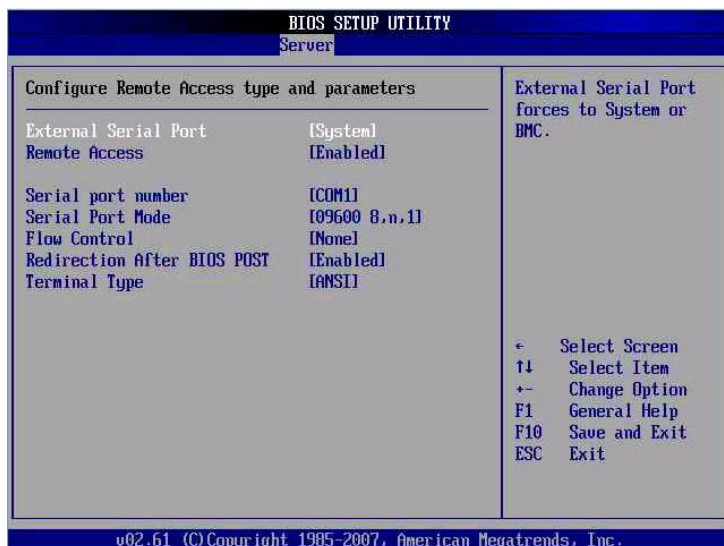 BIOS SETUP UTILITY
Server
Configure Remote Access type and parameters
External Serial Port [System]
Remote Access [Enabled]
Serial port number [COM1]
Serial Port Mode [09600 8,n,1]
Flow Control [None]
Redirection After BIOS POST [Enabled]
Terminal Type [ANSI]
External Serial Port
forces to System or
BMC.
← Select Screen
↑↓ Select Item
+- Change Option
F1 General Help
F10 Save and Exit
ESC Exit
v02.61 (C)Copyright 1985-2007, American Megatrends, Inc.